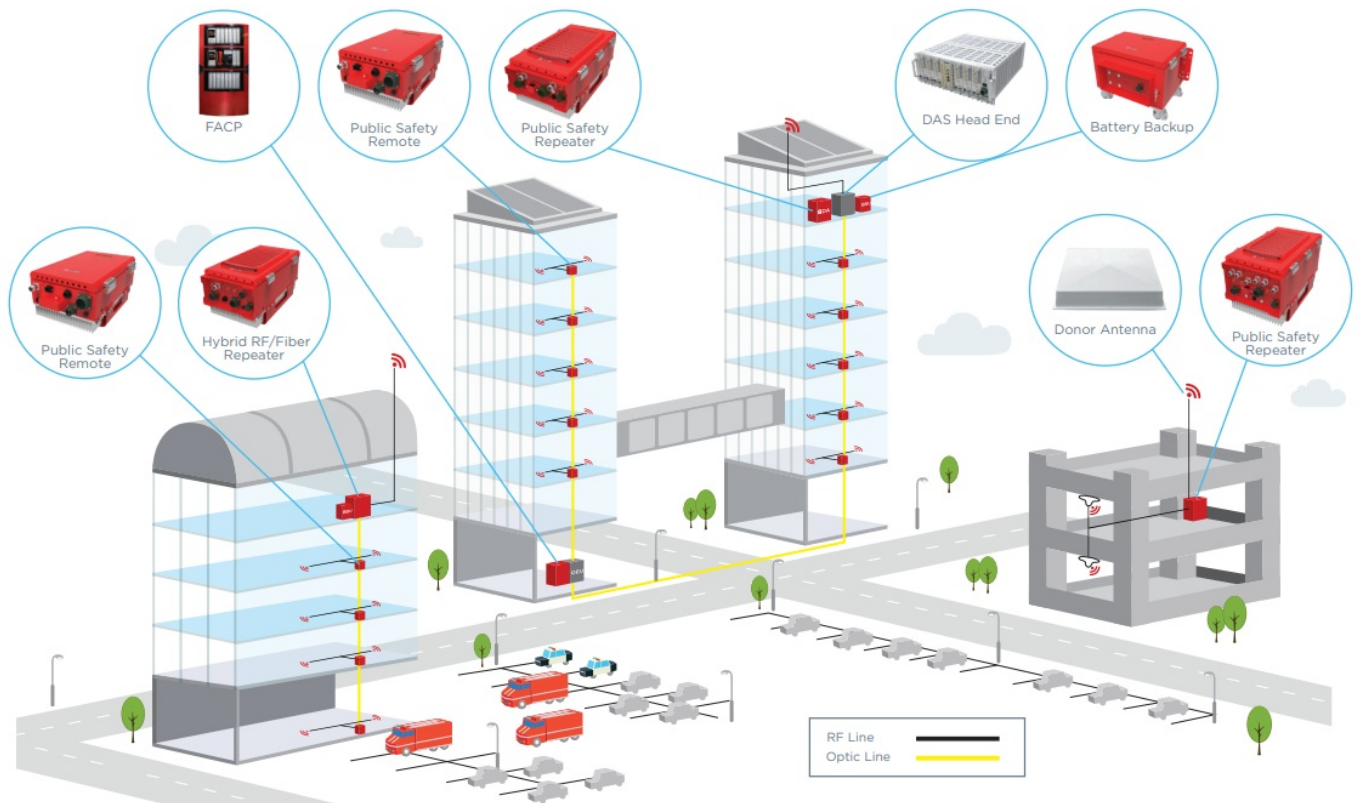 FACP
Public Safety
Remote
Public Safety
Repeater
DAS Head End
Battery Backup
Public Safety
Remote
Hybrid RF/Fiber
Repeater
Donor Antenna
Public Safety
Repeater
RF Line
Optic Line